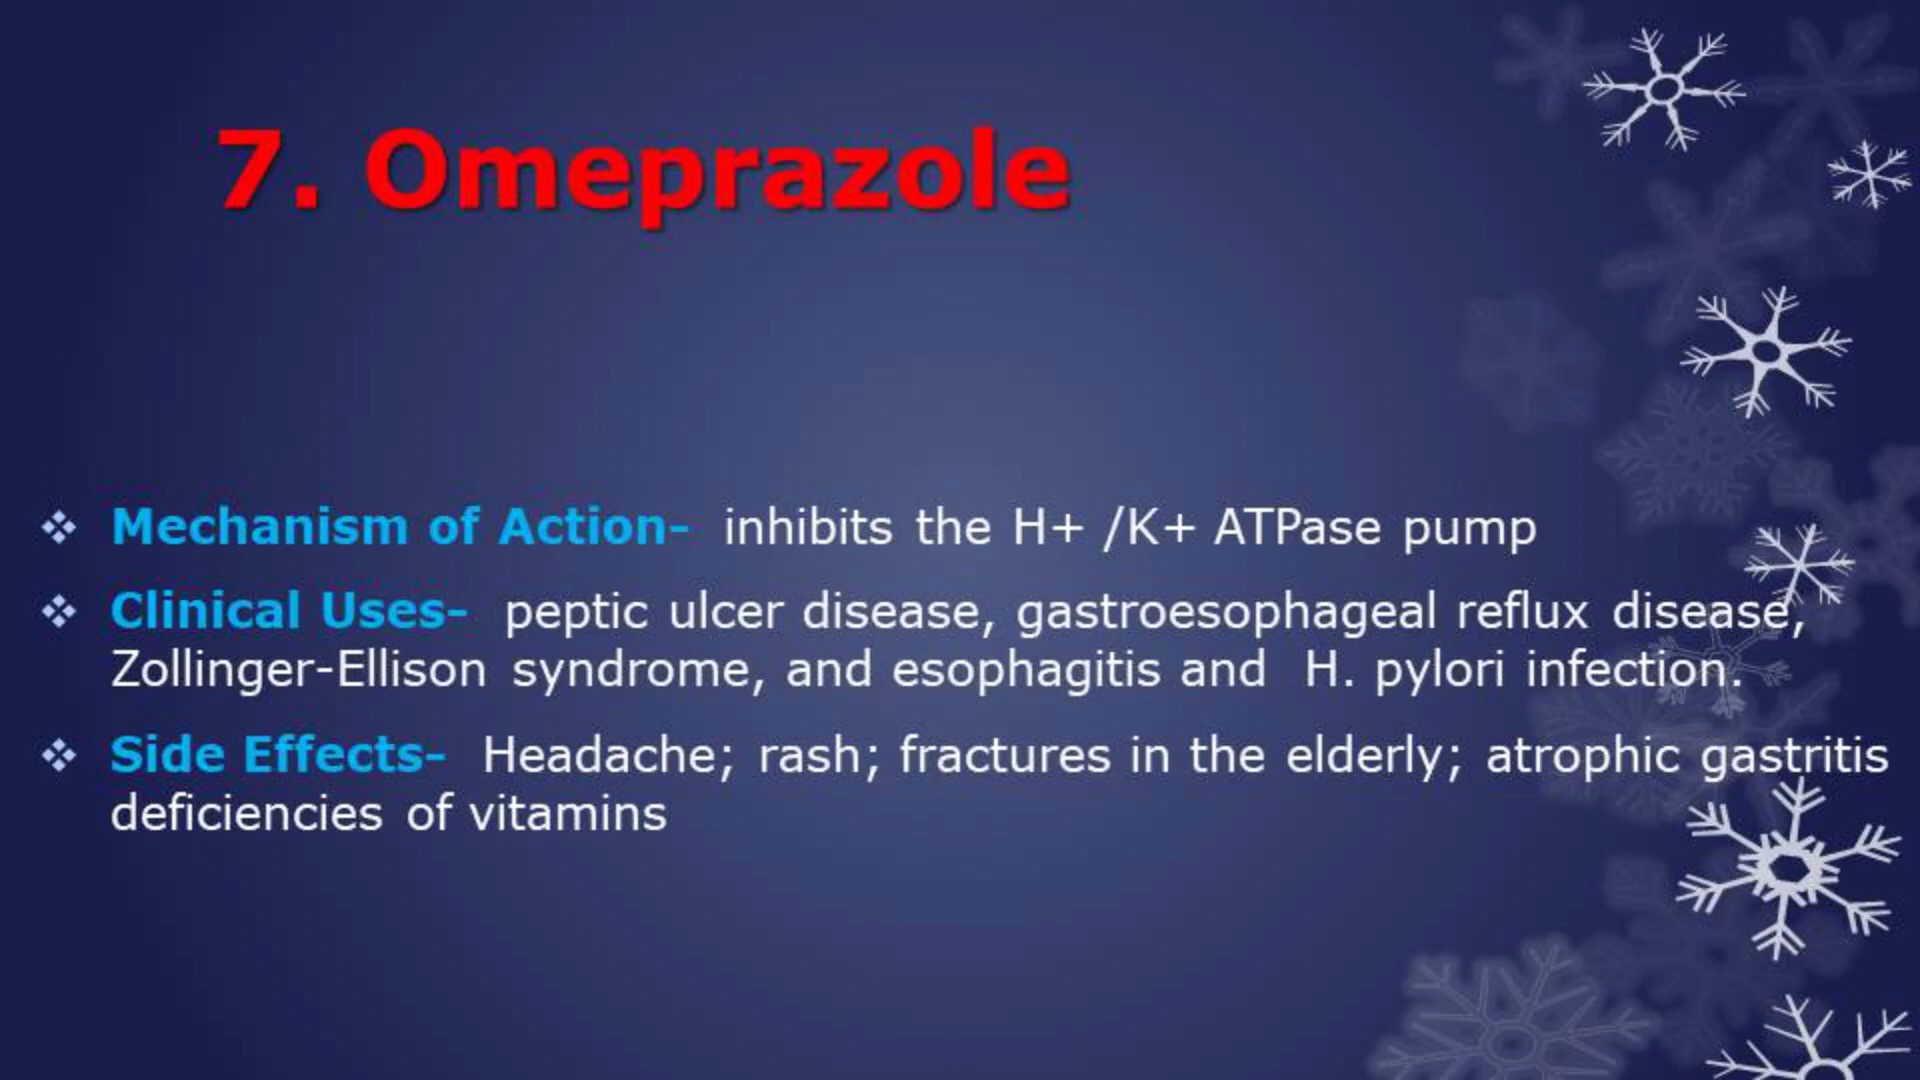 7. Omeprazole
❖ Mechanism of Action- inhibits the H+ /K+ ATPase pump
❖ Clinical Uses- peptic ulcer disease, gastroesophageal reflux disease,
Zollinger-Ellison syndrome, and esophagitis and H. pylori infection.
❖ Side Effects- Headache; rash; fractures in the elderly; atrophic gastritis
deficiencies of vitamins